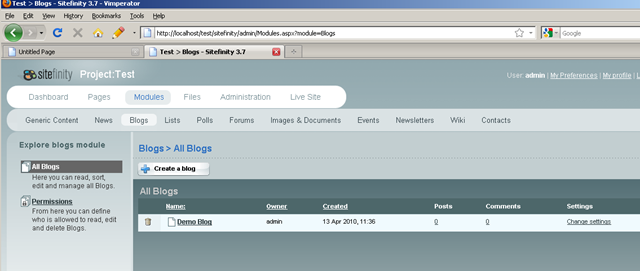 Test > Blogs - Sitefinity 3.7 - Vimperator
File Edit View History Bookmarks Tools Help
http://localhost/test/sitefinity/admin/Modules.aspx?module=Blogs
Google
Untitled Page
Test > Blogs - Sitefinity 3.7
sitefinity Project:Test
User: admin | My Preferences | My profile |
Dashboard Pages Modules Files Administration Live Site
Generic Content News Blogs Lists Polls Forums Images & Documents Events Newsletters Wiki Contacts
Explore blogs module
All Blogs
Here you can read, sort,
edit and manage all Blogs.
Permissions
From here you can define
who is allowed to read, edit
and delete Blogs.
Blogs > All Blogs
Create a blog
All Blogs
Name: Owner Created Posts Comments Settings
Demo Blog admin 13 Apr 2010, 11:36 0 0 Change settings